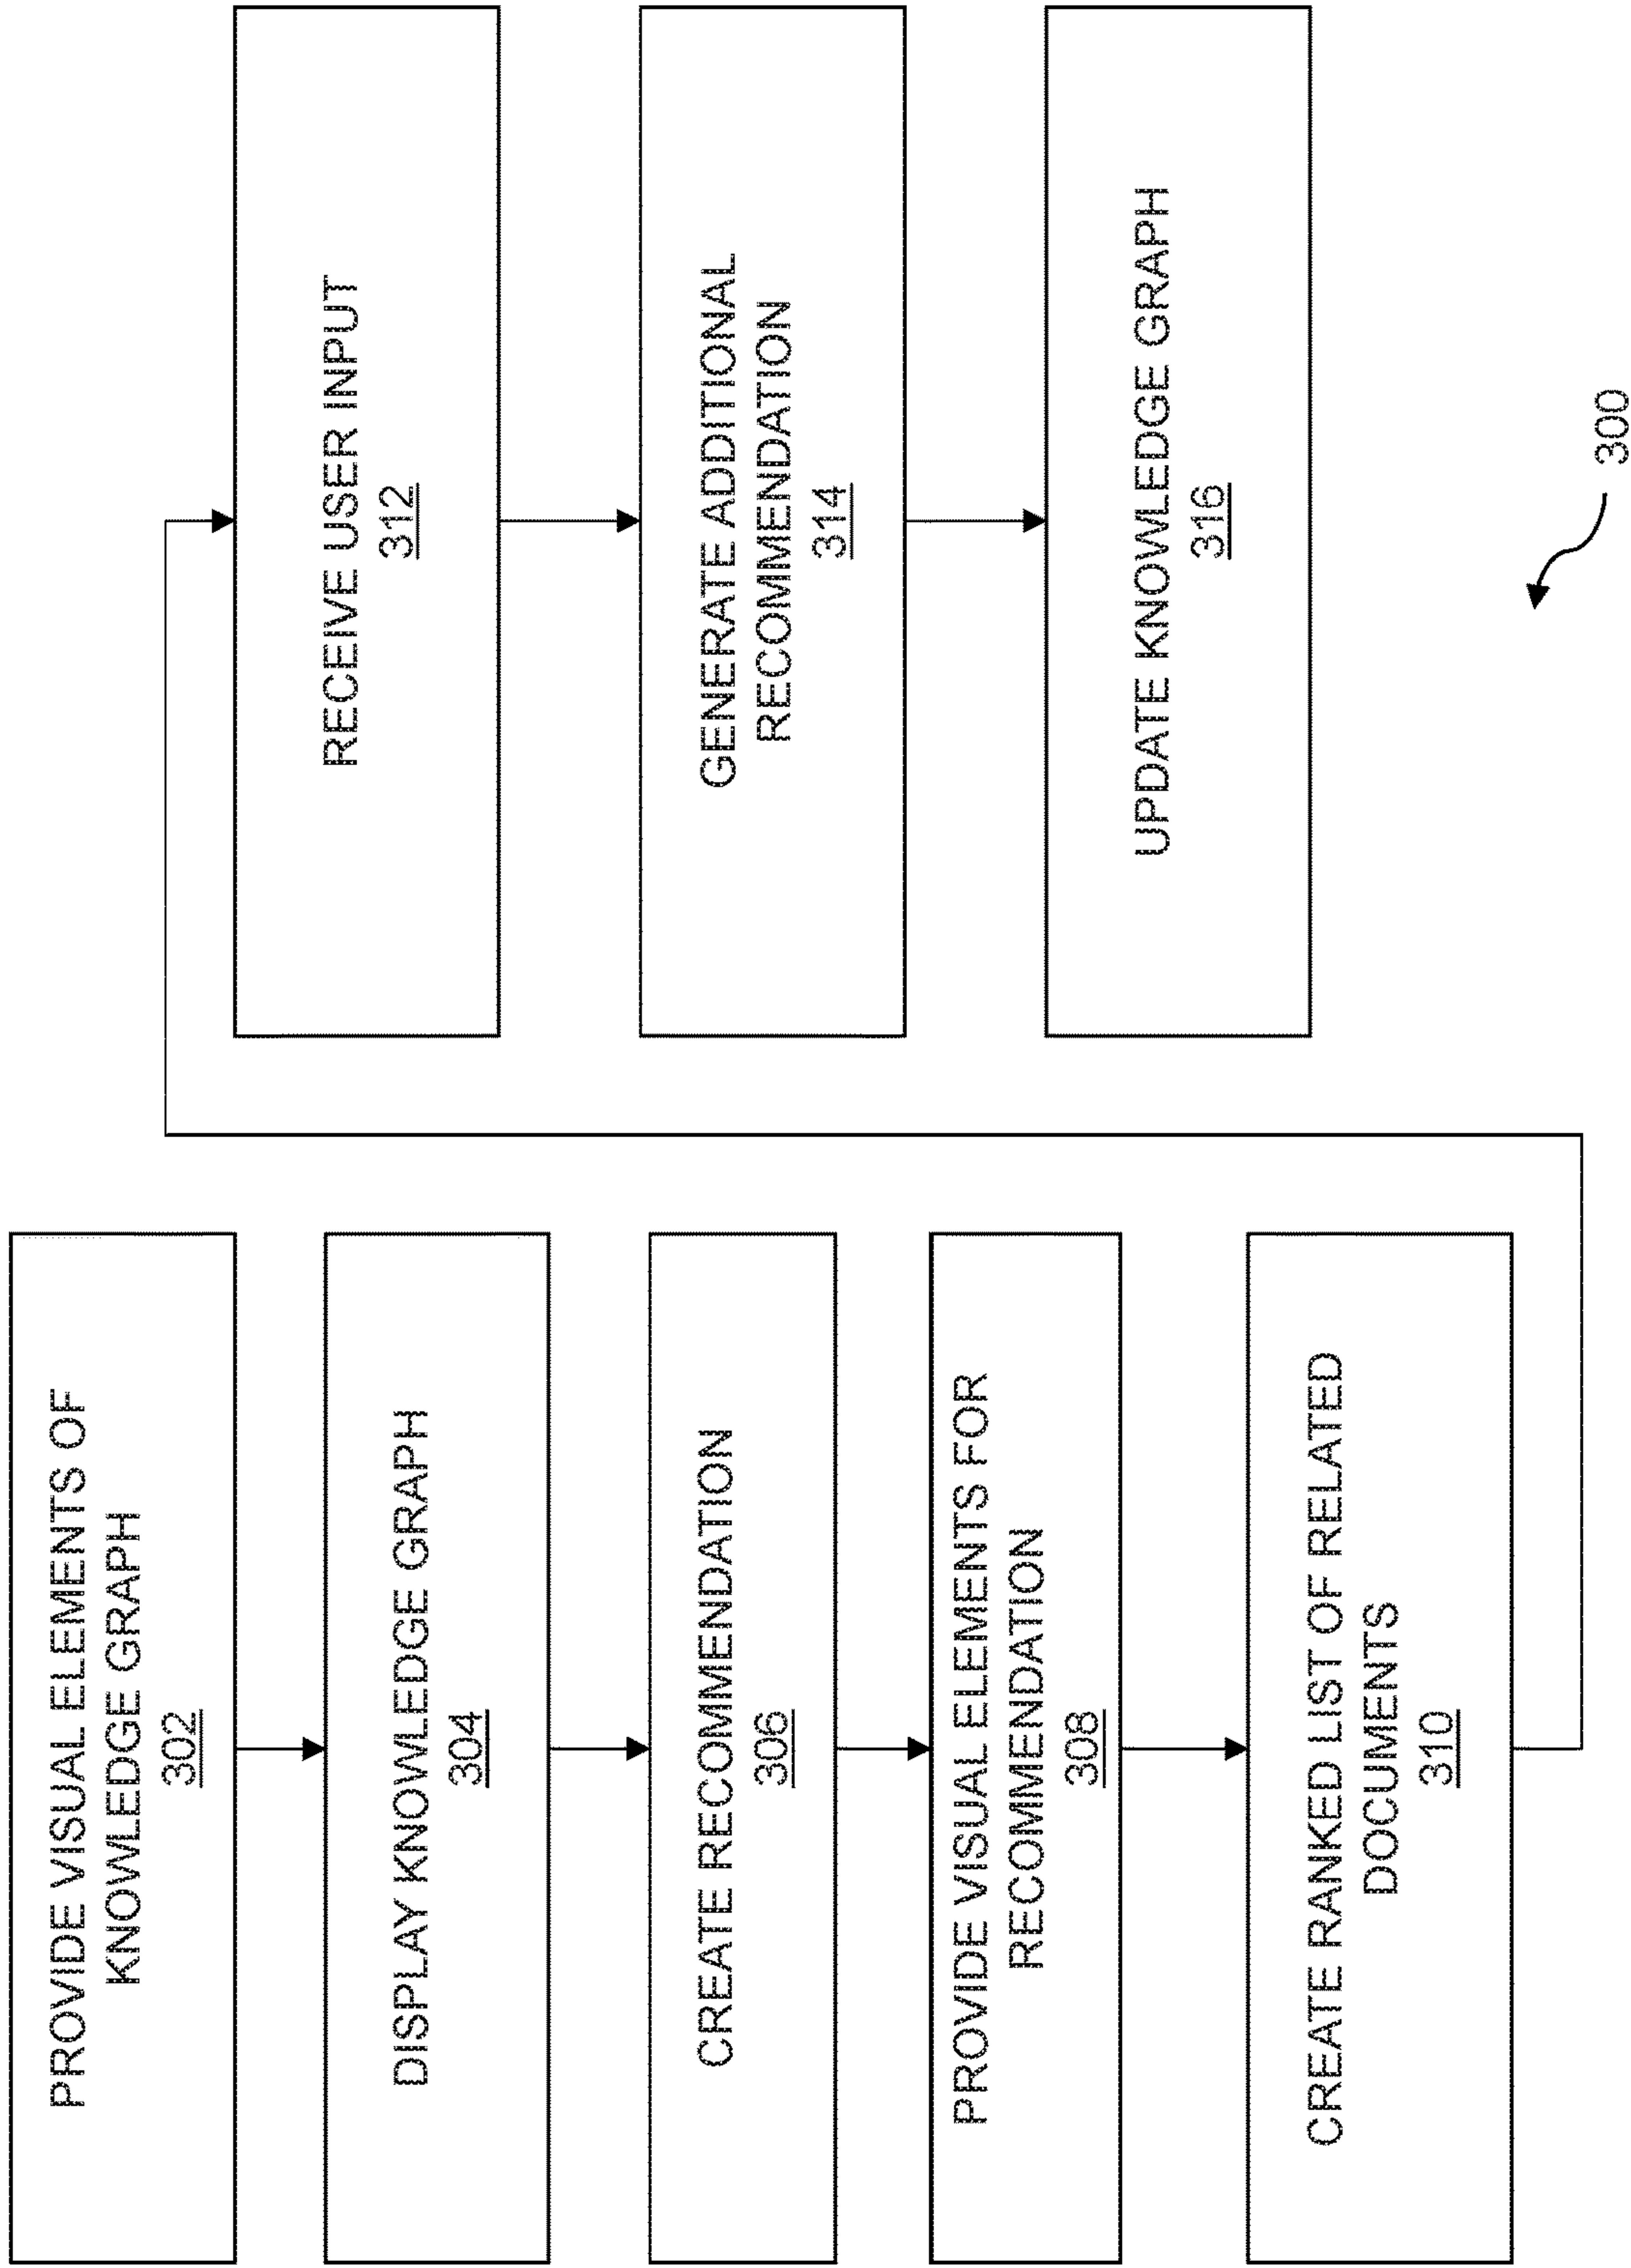 PROVIDE VISUAL ELEMENTS OF
KNOWLEDGE GRAPH
302
DISPLAY KNOWLEDGE GRAPH
304
CREATE RECOMMENDATION
306
PROVIDE VISUAL ELEMENTS FOR
RECOMMENDATION
308
CREATE RANKED LIST OF RELATED
DOCUMENTS
310
RECEIVE USER INPUT
312
GENERATE ADDITIONAL
RECOMMENDATION
314
UPDATE KNOWLEDGE GRAPH
316
300